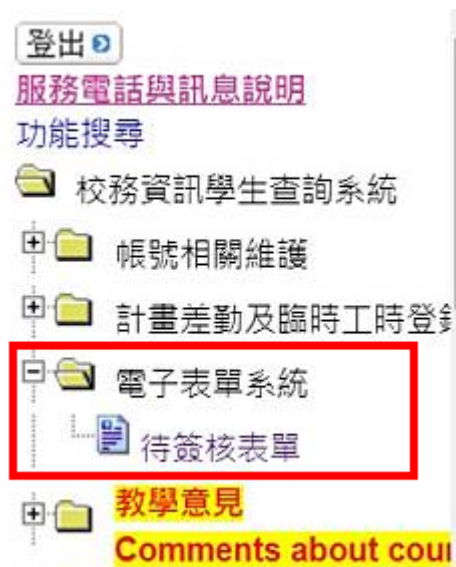 登出
服務電話與訊息說明
功能搜尋
校務資訊學生查詢系統
帳號相關維護
計畫差勤及臨時工時登
電子表單系統
待簽核表單
教學意見
Comments about cour